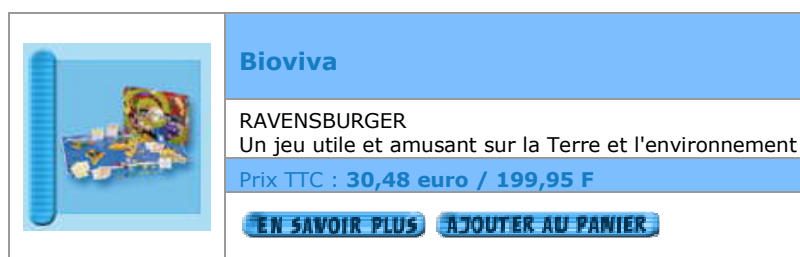 Bioviva
RAVENSBURGER
Un jeu utile et amusant sur la Terre et l'environnement
Prix TTC : 30,48 euro / 199,95 F
EN SAVOIR PLUS AJOUTER AU PANIER